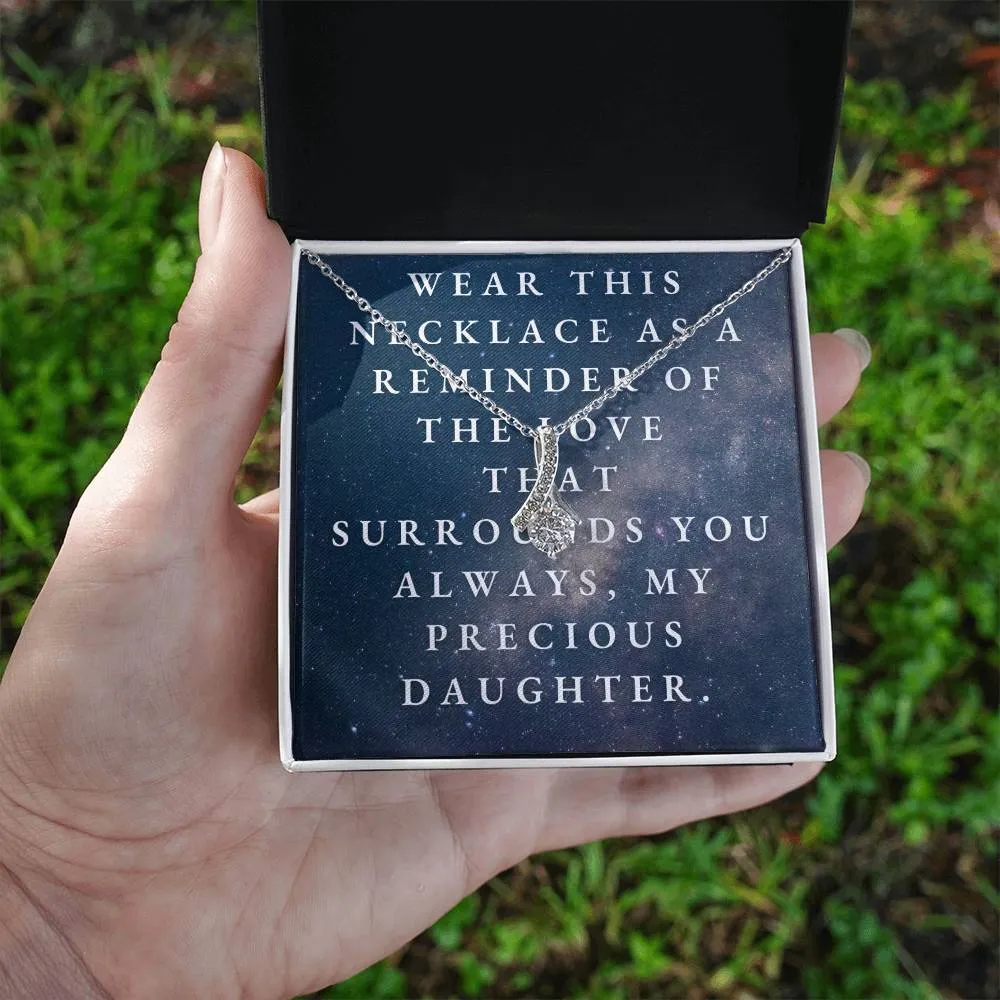 WEAR THIS
NECKLACE AS A
REMINDER OF
THE LOVE
THAT
SURROUNDS YOU
ALWAYS, MY
PRECIOUS
DAUGHTER.